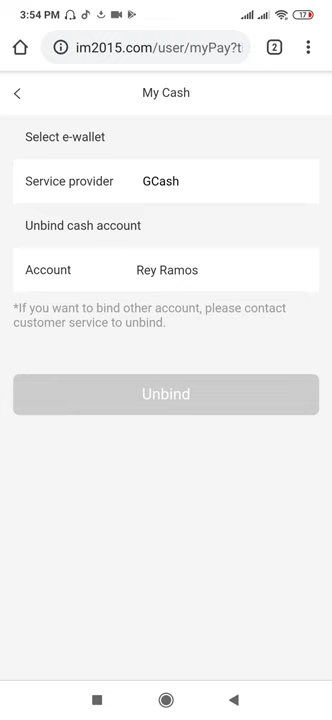 3:54 PM
17
im2015.com/user/myPay?t
2
My Cash
Select e-wallet
Service provider GCash
Unbind cash account
Account Rey Ramos
*If you want to bind other account, please contact
customer service to unbind.
Unbind